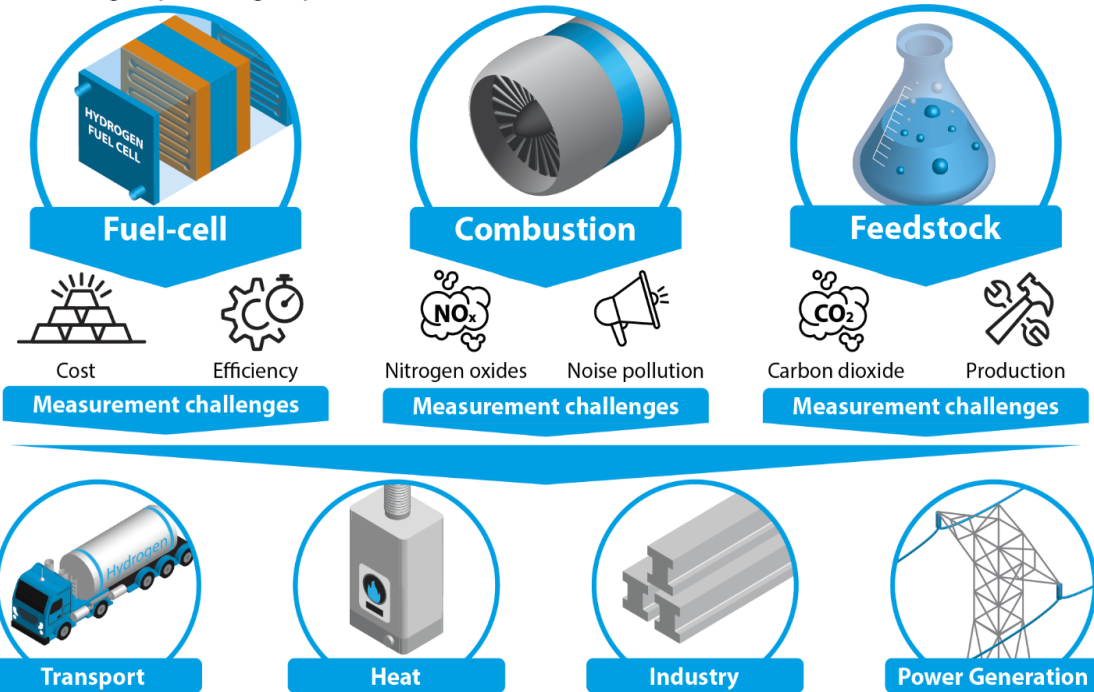 HYDROGEN
FUEL CELL
Fuel-cell
Combustion
Feedstock
NOₓ
CO₂
Cost
Efficiency
Nitrogen oxides
Noise pollution
Carbon dioxide
Production
Measurement challenges
Measurement challenges
Measurement challenges
Hydrogen
Transport
Heat
Industry
Power Generation